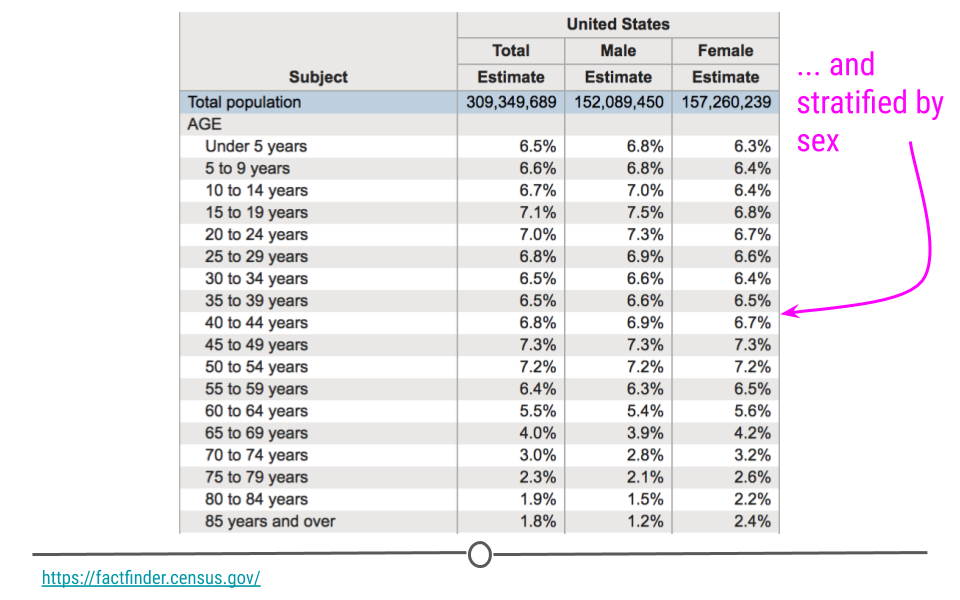 United States
Total Male Female
Subject Estimate Estimate Estimate
Total population 309,349,689 152,089,450 157,260,239
AGE
Under 5 years 6.5% 6.8% 6.3%
5 to 9 years 6.6% 6.8% 6.4%
10 to 14 years 6.7% 7.0% 6.4%
15 to 19 years 7.1% 7.5% 6.8%
20 to 24 years 7.0% 7.3% 6.7%
25 to 29 years 6.8% 6.9% 6.6%
30 to 34 years 6.5% 6.6% 6.4%
35 to 39 years 6.5% 6.6% 6.5%
40 to 44 years 6.8% 6.9% 6.7%
45 to 49 years 7.3% 7.3% 7.3%
50 to 54 years 7.2% 7.2% 7.2%
55 to 59 years 6.4% 6.3% 6.5%
60 to 64 years 5.5% 5.4% 5.6%
65 to 69 years 4.0% 3.9% 4.2%
70 to 74 years 3.0% 2.8% 3.2%
75 to 79 years 2.3% 2.1% 2.6%
80 to 84 years 1.9% 1.5% 2.2%
85 years and over 1.8% 1.2% 2.4%
... and
stratified by
sex
https://factfinder.census.gov/